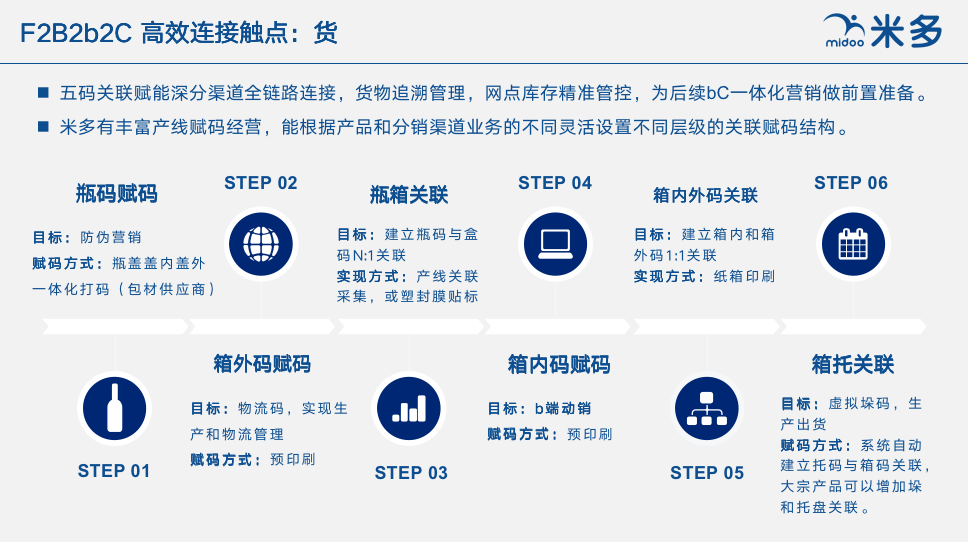 F2B2b2C 高效连接触点：货
midoo 米多
五码关联赋能深分渠道全链路连接，货物追溯管理，网点库存精准管控，为后续bC一体化营销做前置准备。
米多有丰富产线赋码经营，能根据产品和分销渠道业务的不同灵活设置不同层级的关联赋码结构。
瓶码赋码
目标：防伪营销
赋码方式：瓶盖盖内盖外
一体化打码（包材供应商）
STEP 01
STEP 02
箱外码赋码
目标：物流码，实现生
产和物流管理
赋码方式：预印刷
瓶箱关联
目标：建立瓶码与盒
码N:1关联
实现方式：产线关联
采集，或塑封膜贴标
STEP 03
STEP 04
箱内码赋码
目标：b端动销
赋码方式：预印刷
箱内外码关联
目标：建立箱内和箱
外码1:1关联
实现方式：纸箱印刷
STEP 05
STEP 06
箱托关联
目标：虚拟垛码，生
产出货
赋码方式：系统自动
建立托码与箱码关联，
大宗产品可以增加垛
和托盘关联。